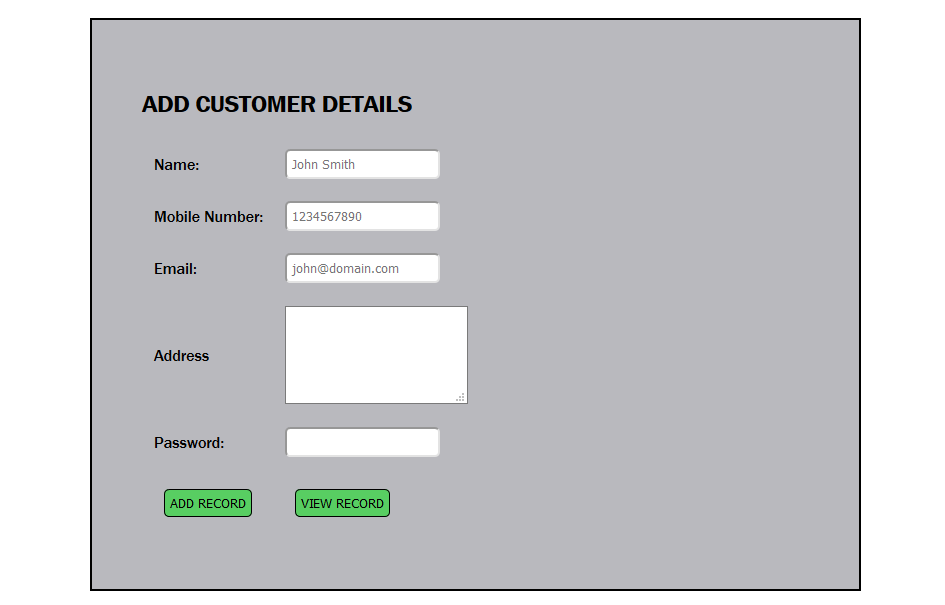 ADD CUSTOMER DETAILS
Name: John Smith
Mobile Number: 1234567890
Email: john@domain.com
Address
Password:
ADD RECORD VIEW RECORD